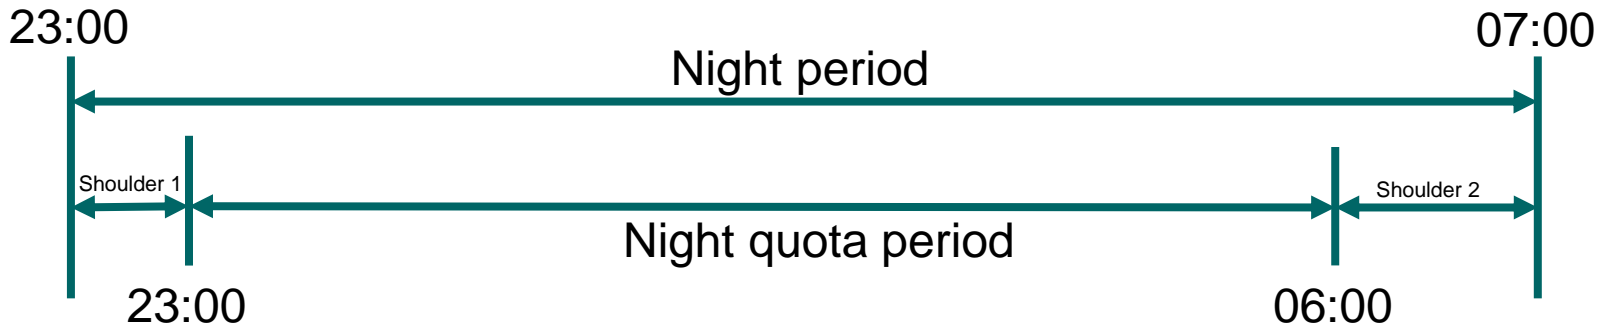 23:00
07:00
Night period
Shoulder 1
Shoulder 2
Night quota period
23:00
06:00